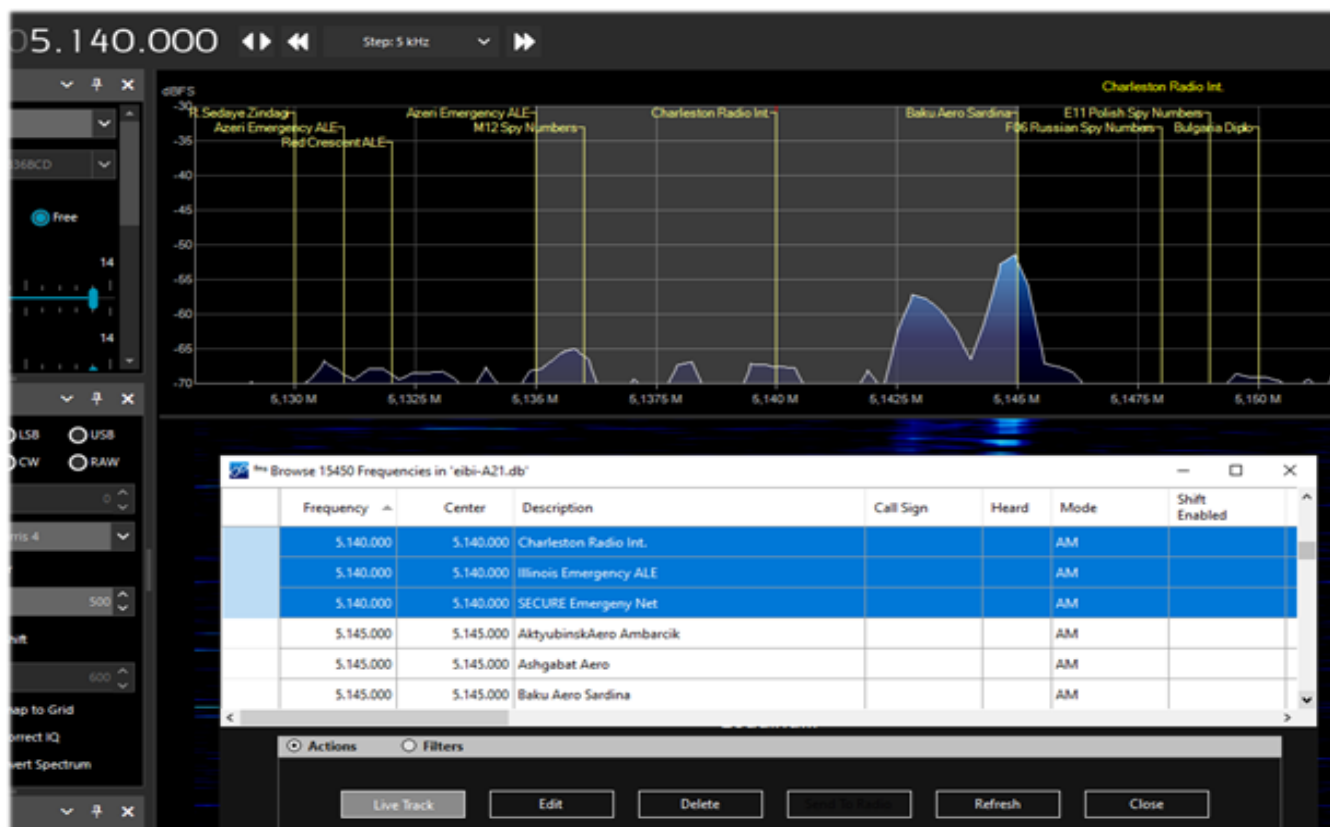 05.140.000
Step: 5 kHz
dBFS
Charleston Radio Int.
-30
R.Sedaye Zindagi
Azeri Emergency ALE
Charleston Radio Int.
Baku Aero Sardina
E11 Polish Spy Numbers
Azeri Emergency ALE
M12 Spy Numbers
F06 Russian Spy Numbers
Bulgaria Diplo
Red Crescent ALE
-35
-40
-45
-50
-55
-60
-65
-70
368CD
Free
14
14
5,130 M
5,1325 M
5,135 M
5,1375 M
5,140 M
5,1425 M
5,145 M
5,1475 M
5,150 M
LSB
USB
CW
RAW
0
rris 4
500
hift
600
nap to Grid
orrect IQ
vert Spectrum
Browse 15450 Frequencies in 'eibi-A21.db'
Frequency Center Description Call Sign Heard Mode Shift Enabled
5.140.000 5.140.000 Charleston Radio Int. AM
5.140.000 5.140.000 Illinois Emergency ALE AM
5.140.000 5.140.000 SECURE Emergeny Net AM
5.145.000 5.145.000 AktyubinskAero Ambarcik AM
5.145.000 5.145.000 Ashgabat Aero AM
5.145.000 5.145.000 Baku Aero Sardina AM
Actions
Filters
Live Track
Edit
Delete
Send To Radio
Refresh
Close